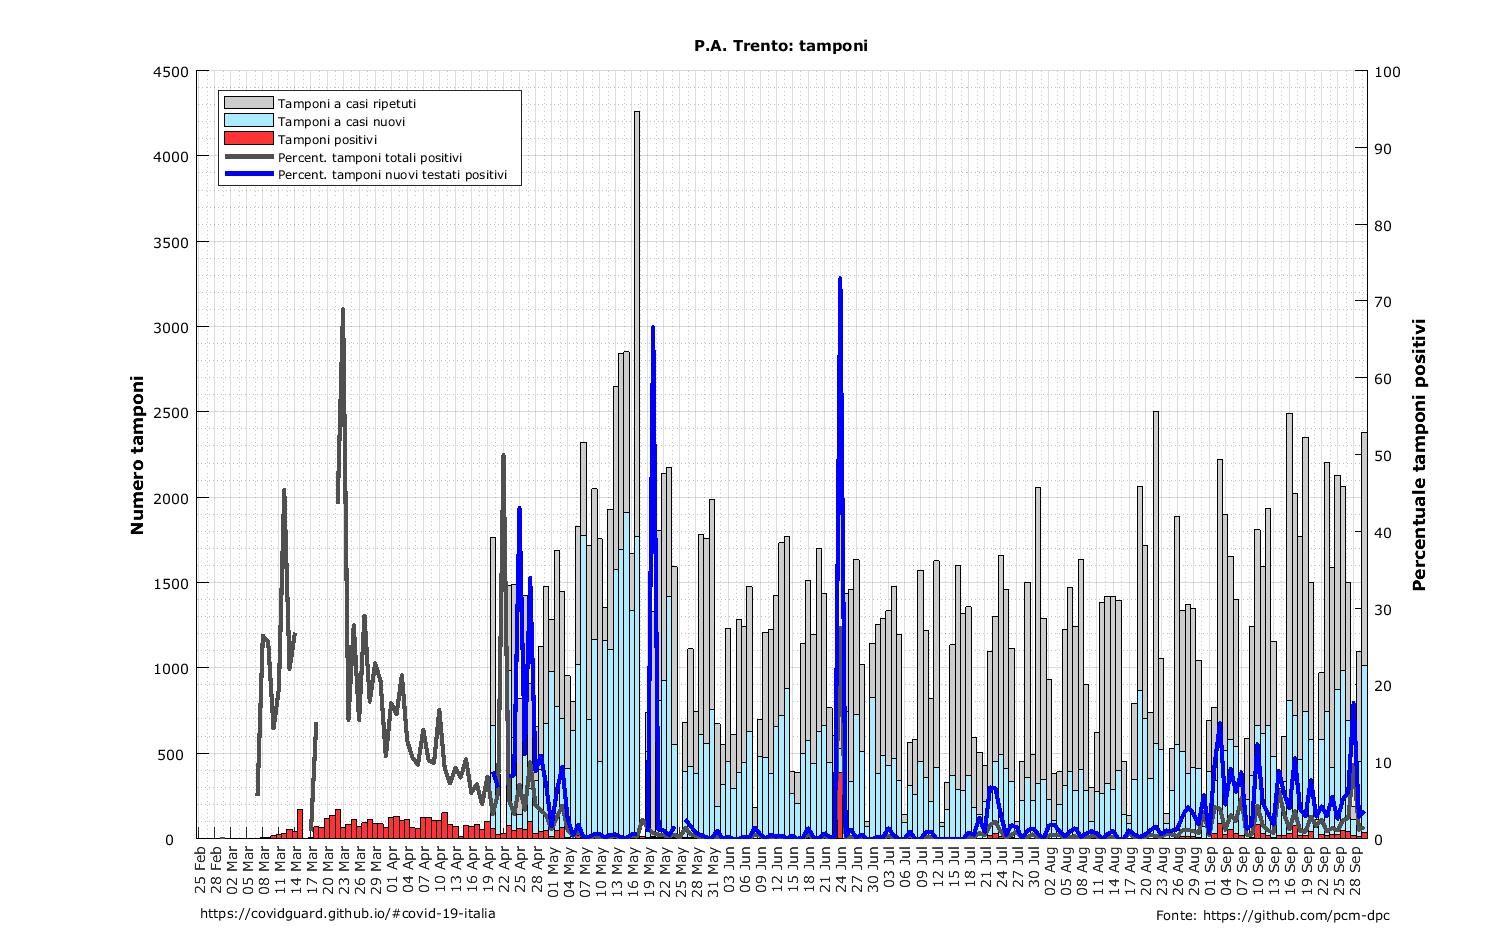 P.A. Trento: tamponi
Tamponi a casi ripetuti
Tamponi a casi nuovi
Tamponi positivi
Percent. tamponi totali positivi
Percent. tamponi nuovi testati positivi
Numero tamponi
4500
4000
3500
3000
2500
2000
1500
1000
500
0
100
90
80
70
60
50
40
30
20
10
0
Percentuale tamponi positivi
25 Feb
28 Feb
02 Mar
05 Mar
08 Mar
11 Mar
14 Mar
17 Mar
20 Mar
23 Mar
26 Mar
29 Mar
01 Apr
04 Apr
07 Apr
10 Apr
13 Apr
16 Apr
19 Apr
22 Apr
25 Apr
28 Apr
01 May
04 May
07 May
10 May
13 May
16 May
19 May
22 May
25 May
28 May
31 May
03 Jun
06 Jun
09 Jun
12 Jun
15 Jun
18 Jun
21 Jun
24 Jun
27 Jun
30 Jun
03 Jul
06 Jul
09 Jul
12 Jul
15 Jul
18 Jul
21 Jul
24 Jul
27 Jul
30 Jul
02 Aug
05 Aug
08 Aug
11 Aug
14 Aug
17 Aug
20 Aug
23 Aug
26 Aug
29 Aug
01 Sep
04 Sep
07 Sep
10 Sep
13 Sep
16 Sep
19 Sep
22 Sep
25 Sep
28 Sep
https://covidguard.github.io/#covid-19-italia
Fonte: https://github.com/pcm-dpc